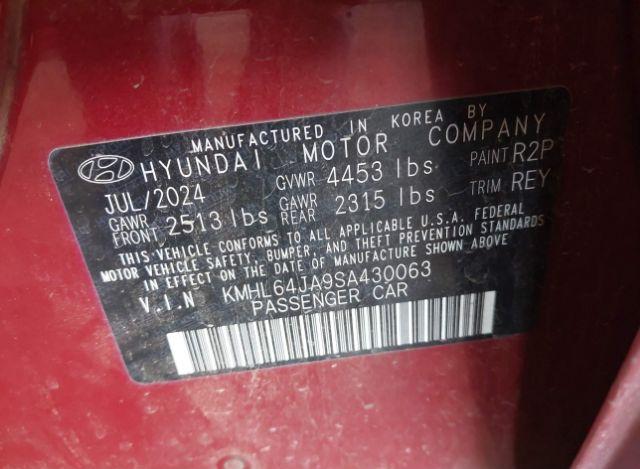 MANUFACTURED IN KOREA BY
HYUNDAI MOTOR COMPANY
JUL/2024 GVWR 4453 lbs PAINT R2P
GAWR FRONT 2513 lbs GAWR REAR 2315 lbs TRIM REY
THIS VEHICLE CONFORMS TO ALL APPLICABLE U.S.A. FEDERAL
MOTOR VEHICLE SAFETY, BUMPER, AND THEFT PREVENTION STANDARDS
IN EFFECT ON THE DATE OF MANUFACTURE SHOWN ABOVE
V.I.N KMHL64JA9SA430063
PASSENGER CAR